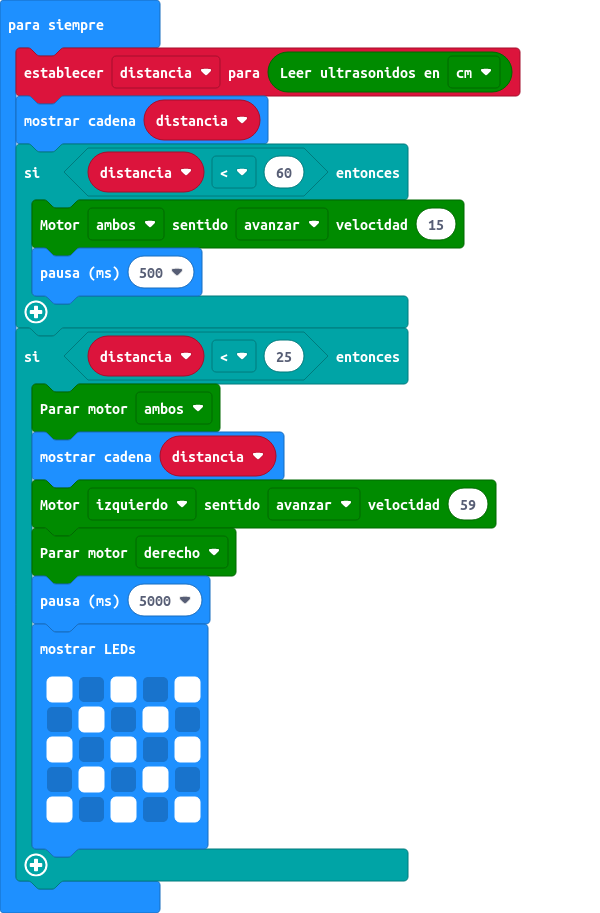 para siempre
establecer distancia para Leer ultrasonidos en cm
mostrar cadena distancia
si distancia < 60 entonces
Motor ambos sentido avanzar velocidad 15
pausa (ms) 500
si distancia < 25 entonces
Parar motor ambos
mostrar cadena distancia
Motor izquierdo sentido avanzar velocidad 59
Parar motor derecho
pausa (ms) 5000
mostrar LEDs